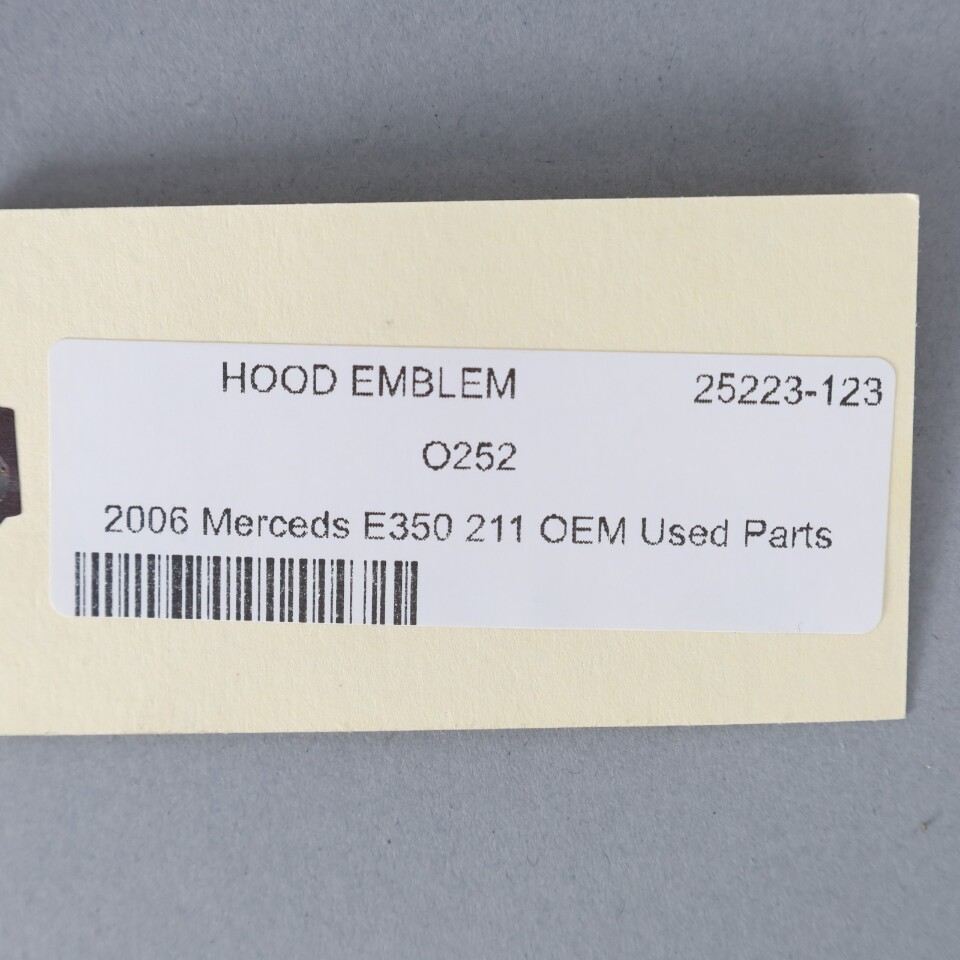 HOOD EMBLEM 25223-123
O252
2006 Merceds E350 211 OEM Used Parts